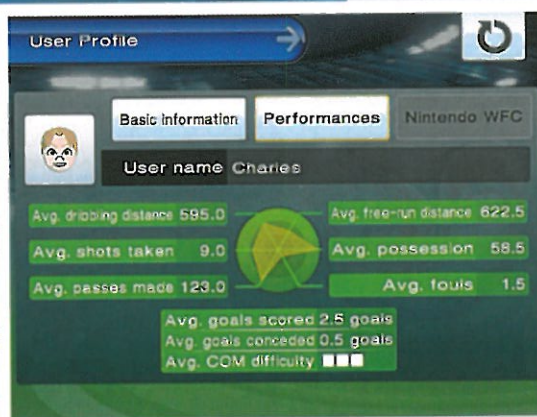 User Profile
Basic Information Performances Nintendo WFC
User name Charles
Avg. dribbling distance 595.0 Avg. free-run distance 622.5
Avg. shots taken 9.0 Avg. possession 58.5
Avg. passes made 123.0 Avg. fouls 1.5
Avg. goals scored 2.5 goals
Avg. goals conceded 0.5 goals
Avg. COM difficulty